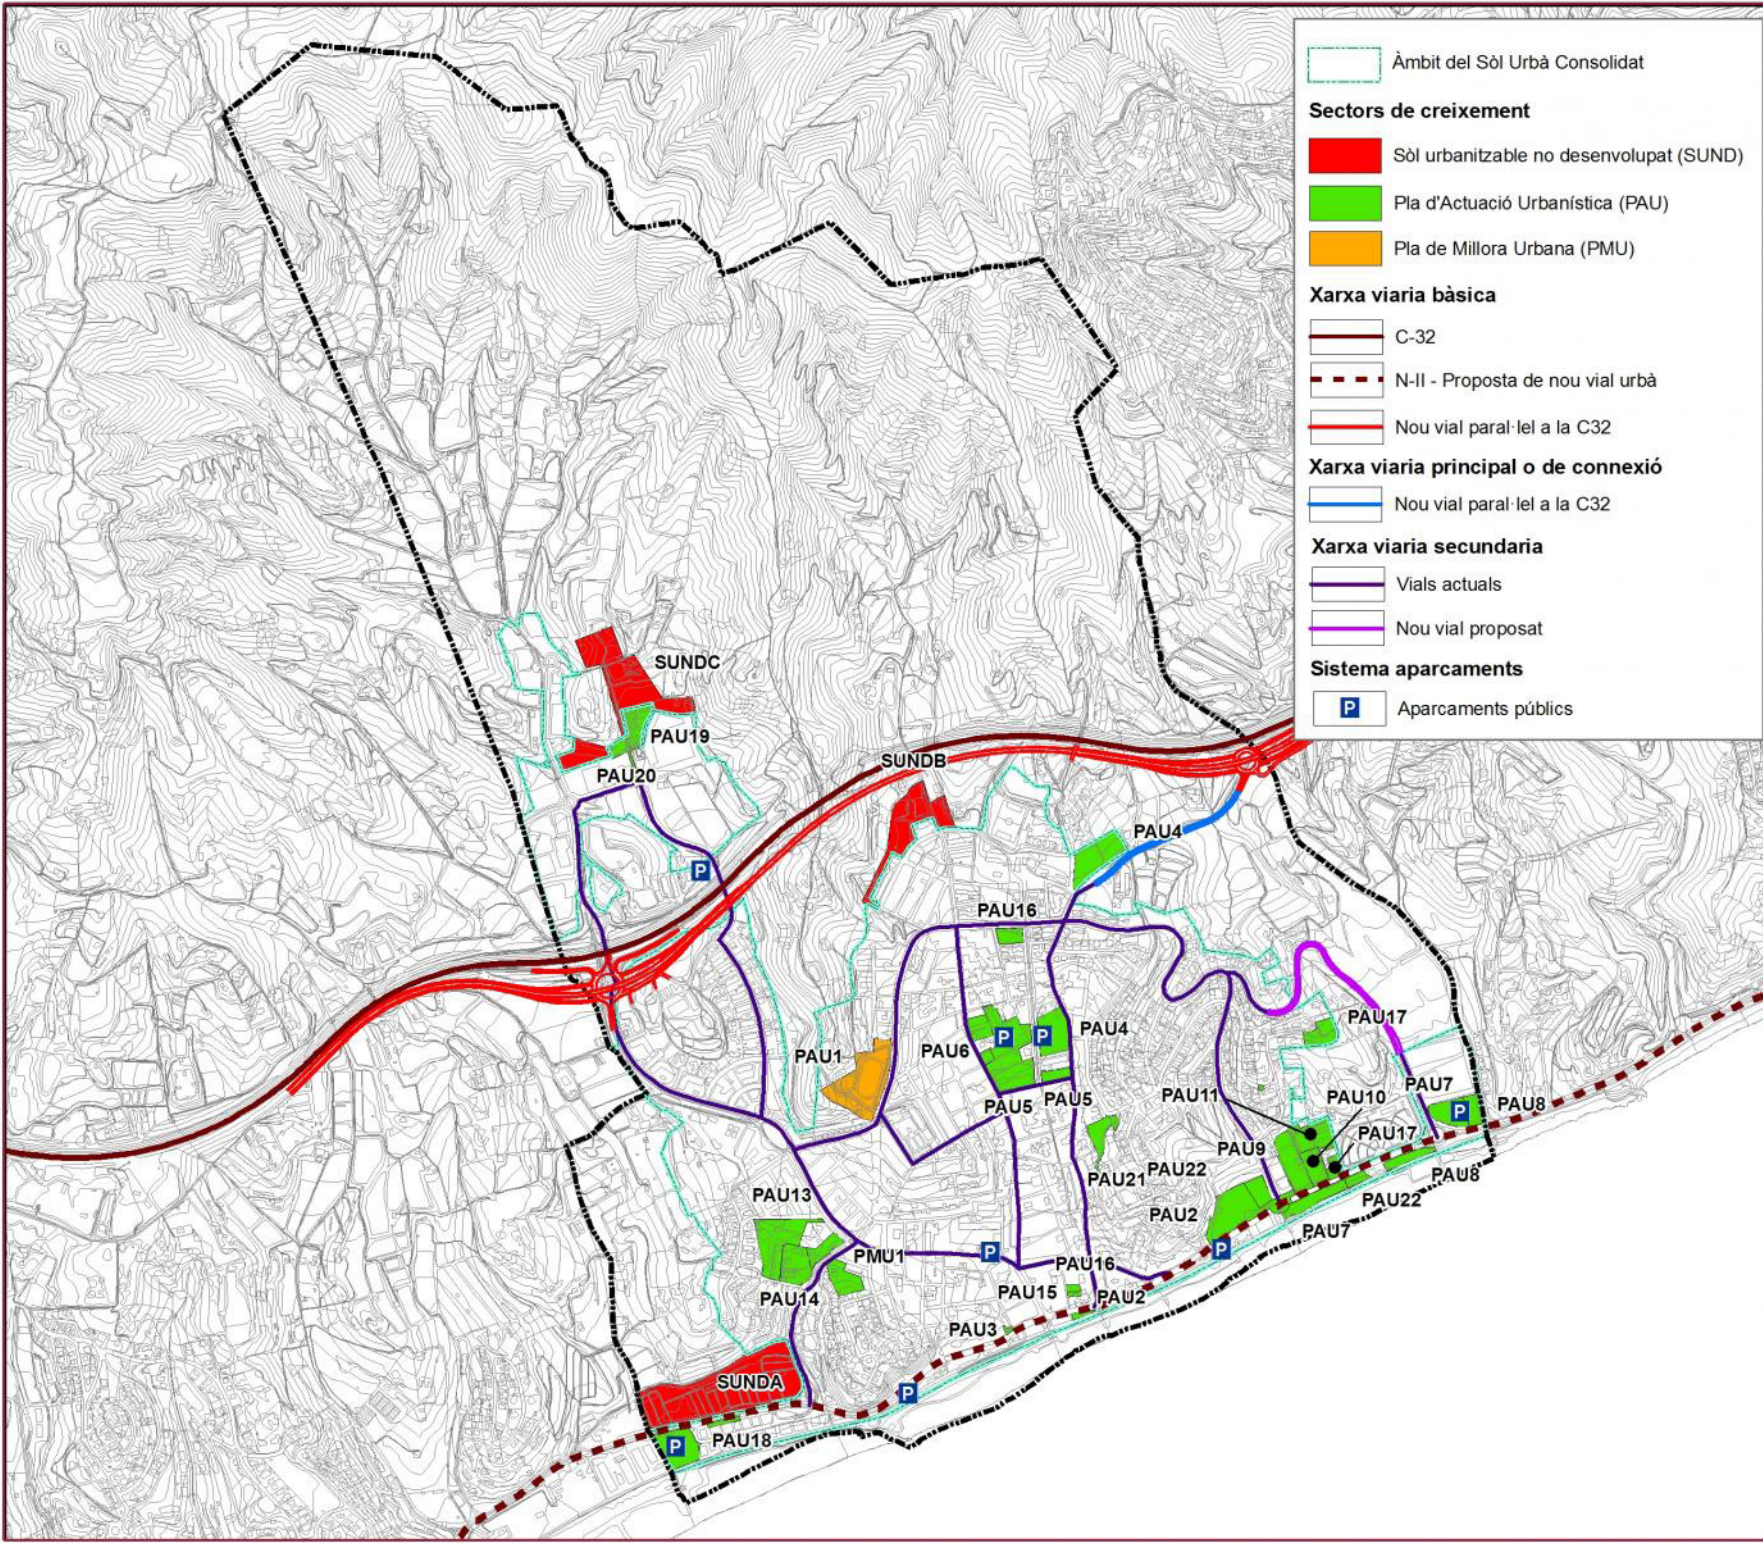 Àmbit del Sòl Urbà Consolidat
Sectors de creixement
Sòl urbanitzable no desenvolupat (SUND)
Pla d'Actuació Urbanística (PAU)
Pla de Millora Urbana (PMU)
Xarxa viaria bàsica
C-32
N-II - Proposta de nou vial urbà
Nou vial paral·lel a la C32
Xarxa viaria principal o de connexió
Nou vial paral·lel a la C32
Xarxa viaria secundaria
Vials actuals
Nou vial proposat
Sistema aparcaments
P
Aparcaments públics
SUNDC
PAU19
SUNDB
PAU20
PAU4
P
PAU16
PAU17
PAU4
P
P
PAU6
PAU1
PAU7
PAU11
PAU10
PAU5
PAU5
P
PAU8
PAU17
PAU9
PAU22
PAU21
PAU8
PAU13
PAU22
PAU2
PAU7
PMU1
P
P
PAU16
PAU14
PAU15
PAU2
PAU3
SUNDA
P
PAU18
P